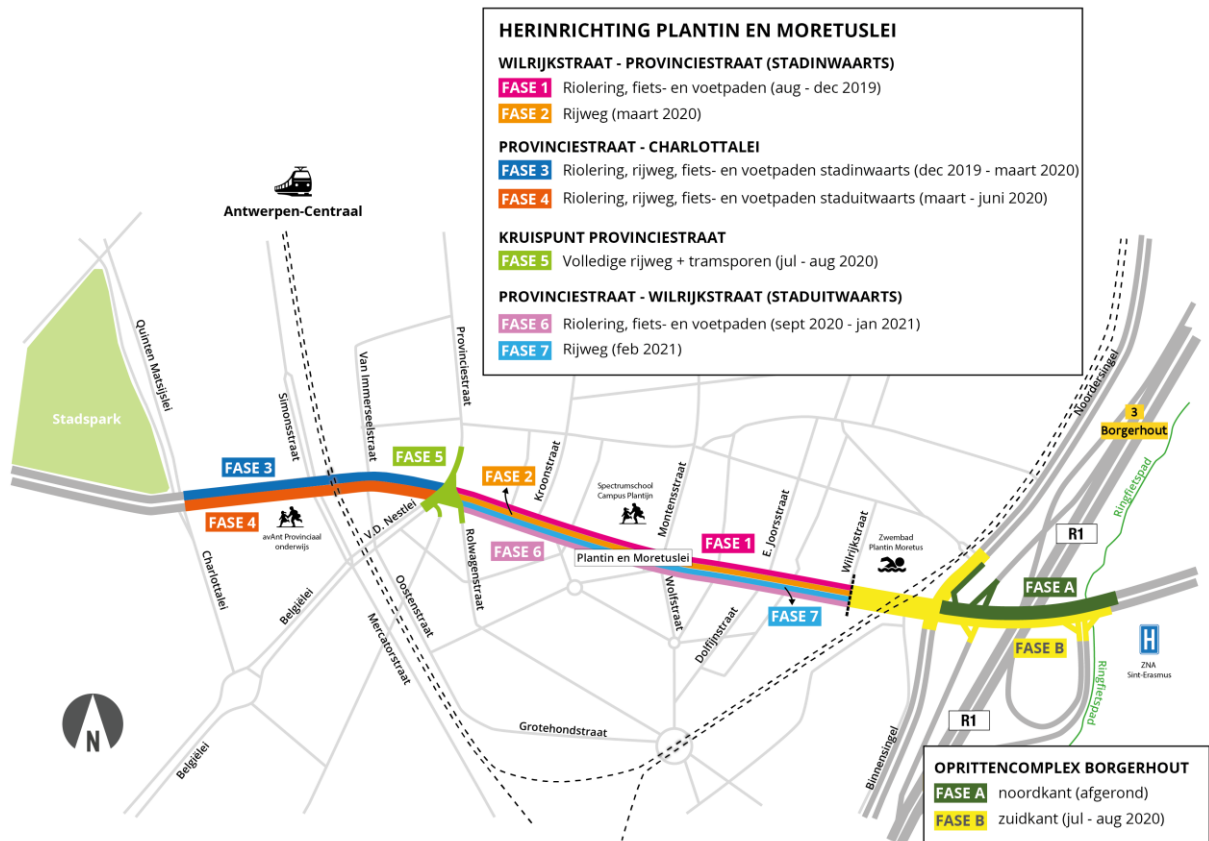 HERINRICHTING PLANTIN EN MORETUSLEI
WILRIJKSTRAAT - PROVINCIESTRAAT (STADINWAARTS)
FASE 1 Riolering, fiets- en voetpaden (aug - dec 2019)
FASE 2 Rijweg (maart 2020)
PROVINCIESTRAAT - CHARLOTTALEI
FASE 3 Riolering, rijweg, fiets- en voetpaden stadinwaarts (dec 2019 - maart 2020)
FASE 4 Riolering, rijweg, fiets- en voetpaden staduitwaarts (maart - juni 2020)
KRUISPUNT PROVINCIESTRAAT
FASE 5 Volledige rijweg + tramsporen (jul - aug 2020)
PROVINCIESTRAAT - WILRIJKSTRAAT (STADUITWAARTS)
FASE 6 Riolering, fiets- en voetpaden (sept 2020 - jan 2021)
FASE 7 Rijweg (feb 2021)
Antwerpen-Centraal
Stadspark
Quinten Matsijslei
Simonsstraat
Van Immerseelstraat
Provinciestraat
FASE 3
FASE 4
FASE 5
FASE 2
FASE 6
Kroonstraat
Spectrumschool
Campus Plantijn
Montensstraat
E. Joorsstraat
Wilrijkstraat
Zwembad
Plantin Moretus
Noordersingel
3
Borgerhout
Ringfietspad
R1
avAnt Provinciaal
onderwijs
V.D. Nestlel
Plantin en Moretuslei
FASE 1
FASE 7
FASE A
FASE B
H
ZNA
Sint-Erasmus
Ringfietspad
Charlottalei
Belgiëlei
Oostenstraat
Mercatorstraat
Rolwagenstraat
Wolfstraat
Dolfijnstraat
Grotehondstraat
Binnensingel
R1
Belgiëlei
N
OPRITTENCOMPLEX BORGERHOUT
FASE A noordkant (afgerond)
FASE B zuidkant (jul - aug 2020)